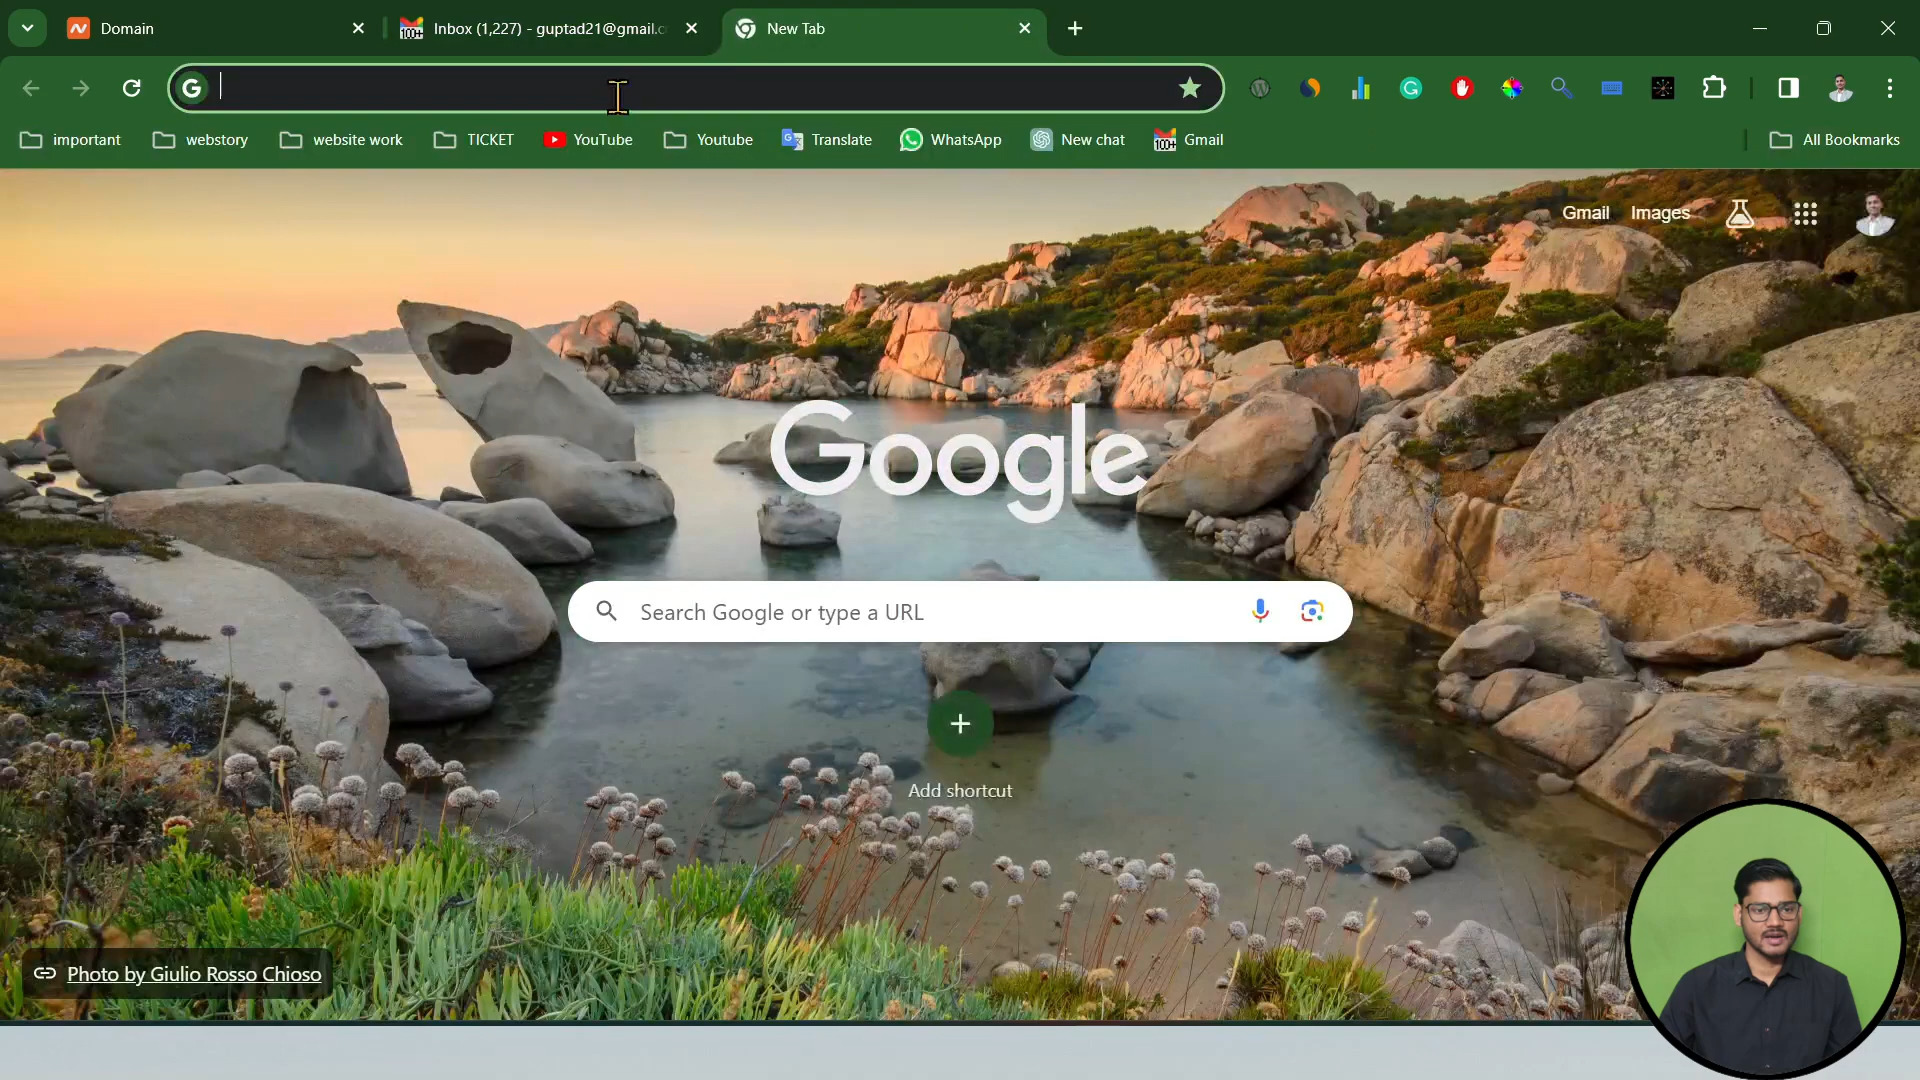 Domain
Inbox (1,227) - guptad21@gmail.c
New Tab
important
webstory
website work
TICKET
YouTube
Youtube
Translate
WhatsApp
New chat
Gmail
All Bookmarks
Gmail
Images
Google
Search Google or type a URL
Add shortcut
Photo by Giulio Rosso Chioso